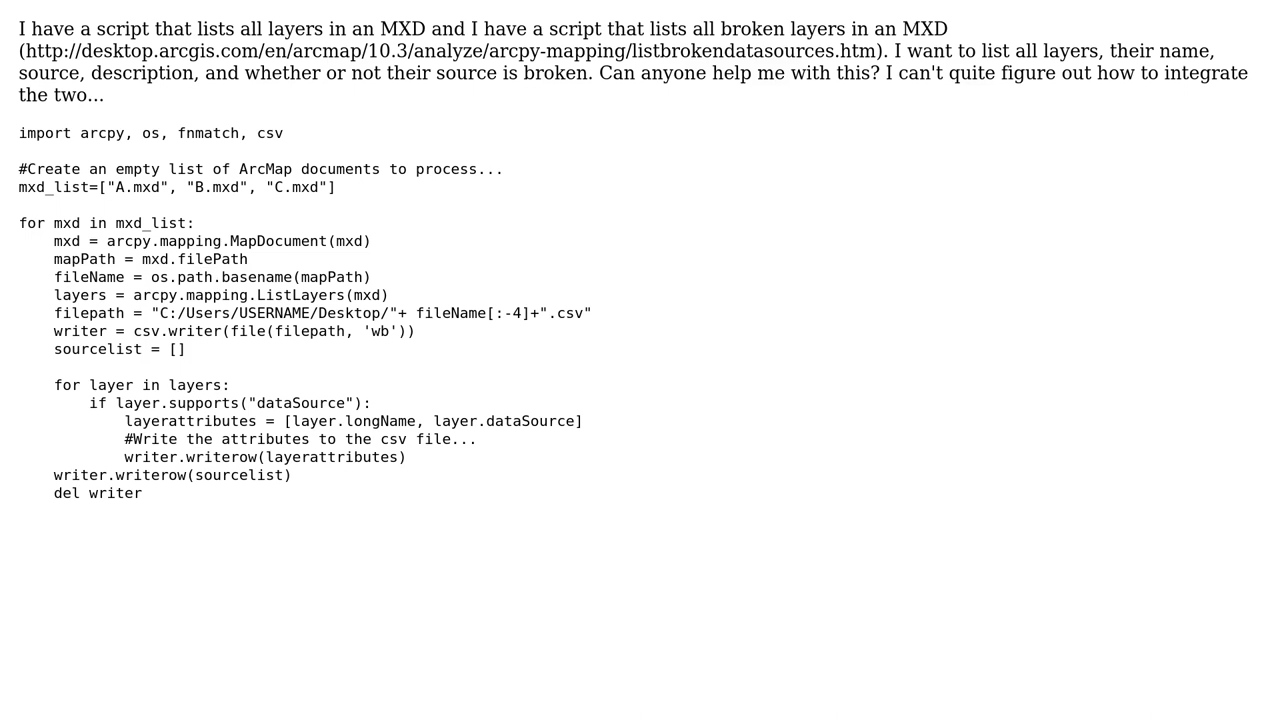 I have a script that lists all layers in an MXD and I have a script that lists all broken layers in an MXD
(http://desktop.arcgis.com/en/arcmap/10.3/analyze/arcpy-mapping/listbrokendatasources.htm). I want to list all layers, their name,
source, description, and whether or not their source is broken. Can anyone help me with this? I can't quite figure out how to integrate
the two...
import arcpy, os, fnmatch, csv
#Create an empty list of ArcMap documents to process...
mxd_list=["A.mxd", "B.mxd", "C.mxd"]
for mxd in mxd_list:
    mxd = arcpy.mapping.MapDocument(mxd)
    mapPath = mxd.filePath
    fileName = os.path.basename(mapPath)
    layers = arcpy.mapping.ListLayers(mxd)
    filepath = "C:/Users/USERNAME/Desktop/"+ fileName[:-4]+".csv"
    writer = csv.writer(file(filepath, 'wb'))
    sourcelist = []
    for layer in layers:
        if layer.supports("dataSource"):
            layerattributes = [layer.longName, layer.dataSource]
            #Write the attributes to the csv file...
            writer.writerow(layerattributes)
    writer.writerow(sourcelist)
    del writer